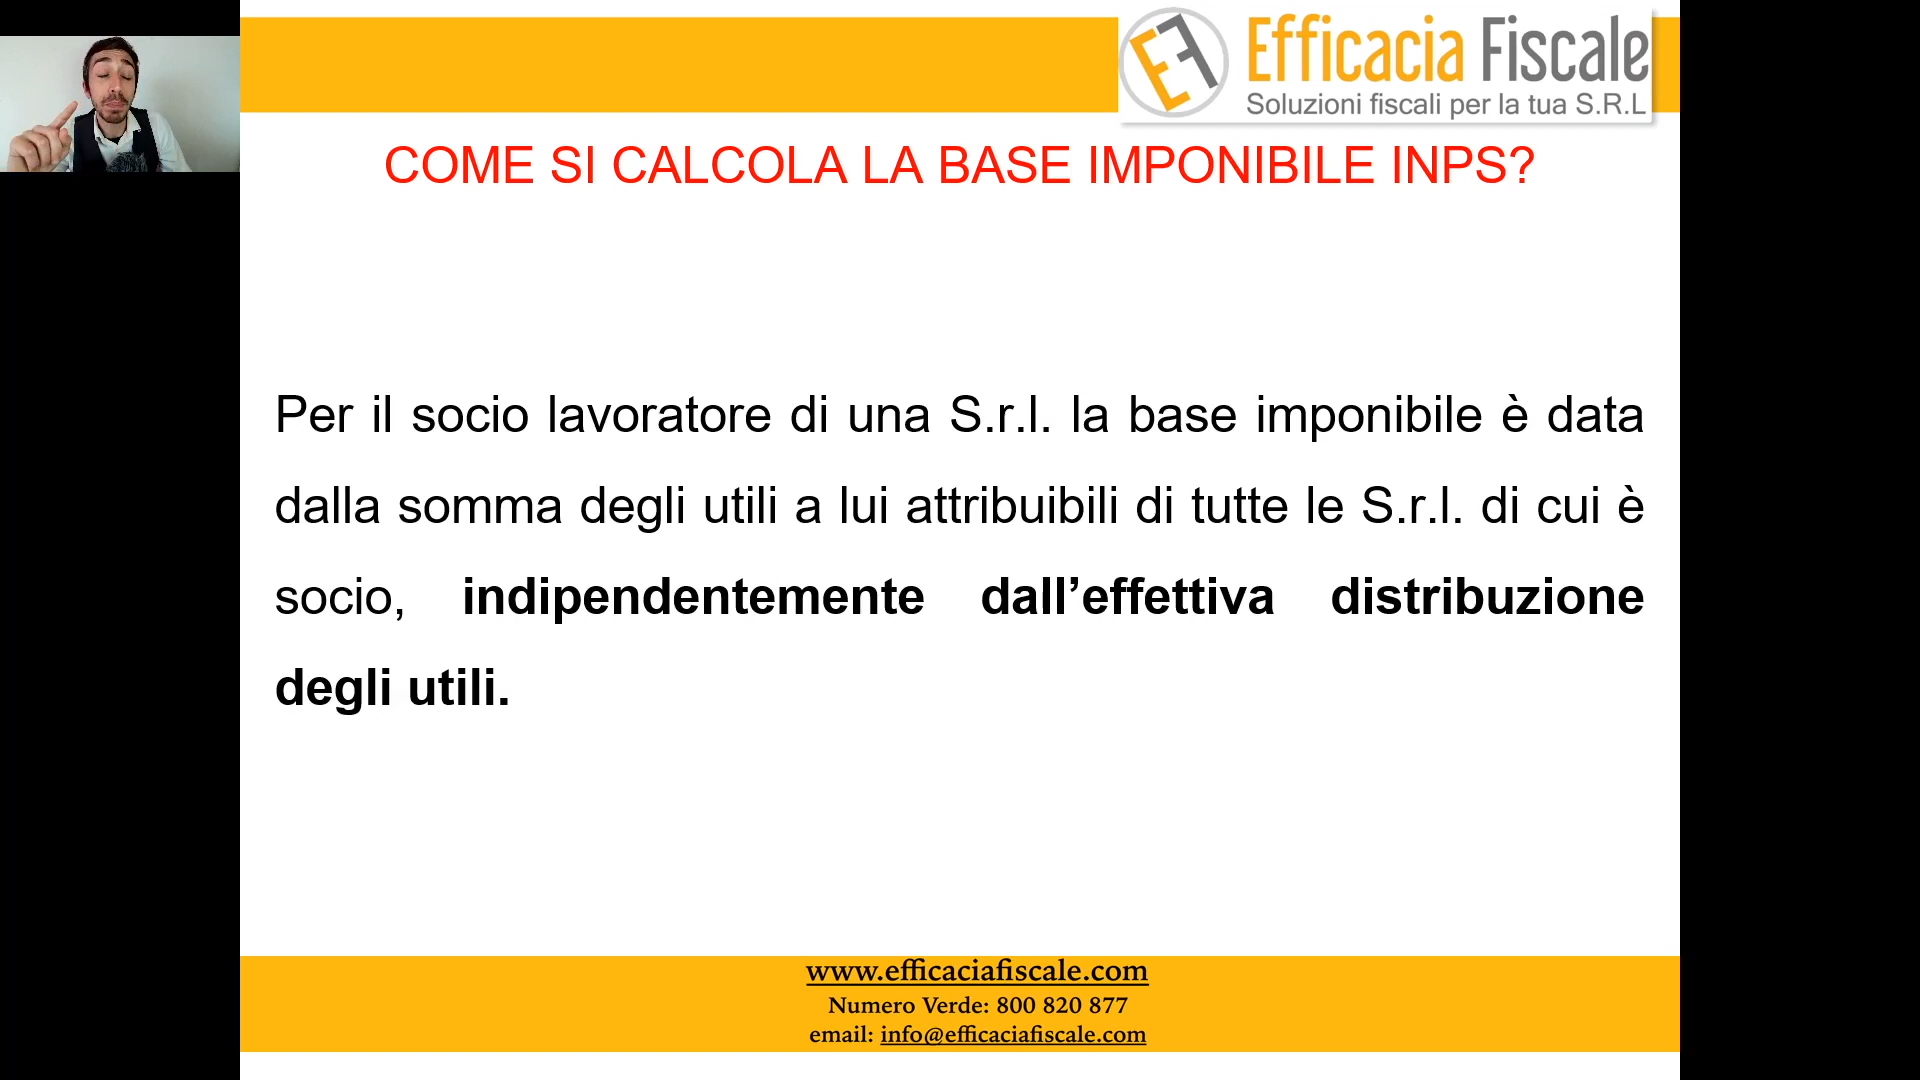 EF
Efficacia Fiscale
Soluzioni fiscali per la tua S.R.L
COME SI CALCOLA LA BASE IMPONIBILE INPS?
Per il socio lavoratore di una S.r.l. la base imponibile è data
dalla somma degli utili a lui attribuibili di tutte le S.r.l. di cui è
socio, indipendentemente dall’effettiva distribuzione
degli utili.
www.efficaciafiscale.com
Numero Verde: 800 820 877
email: info@efficaciafiscale.com